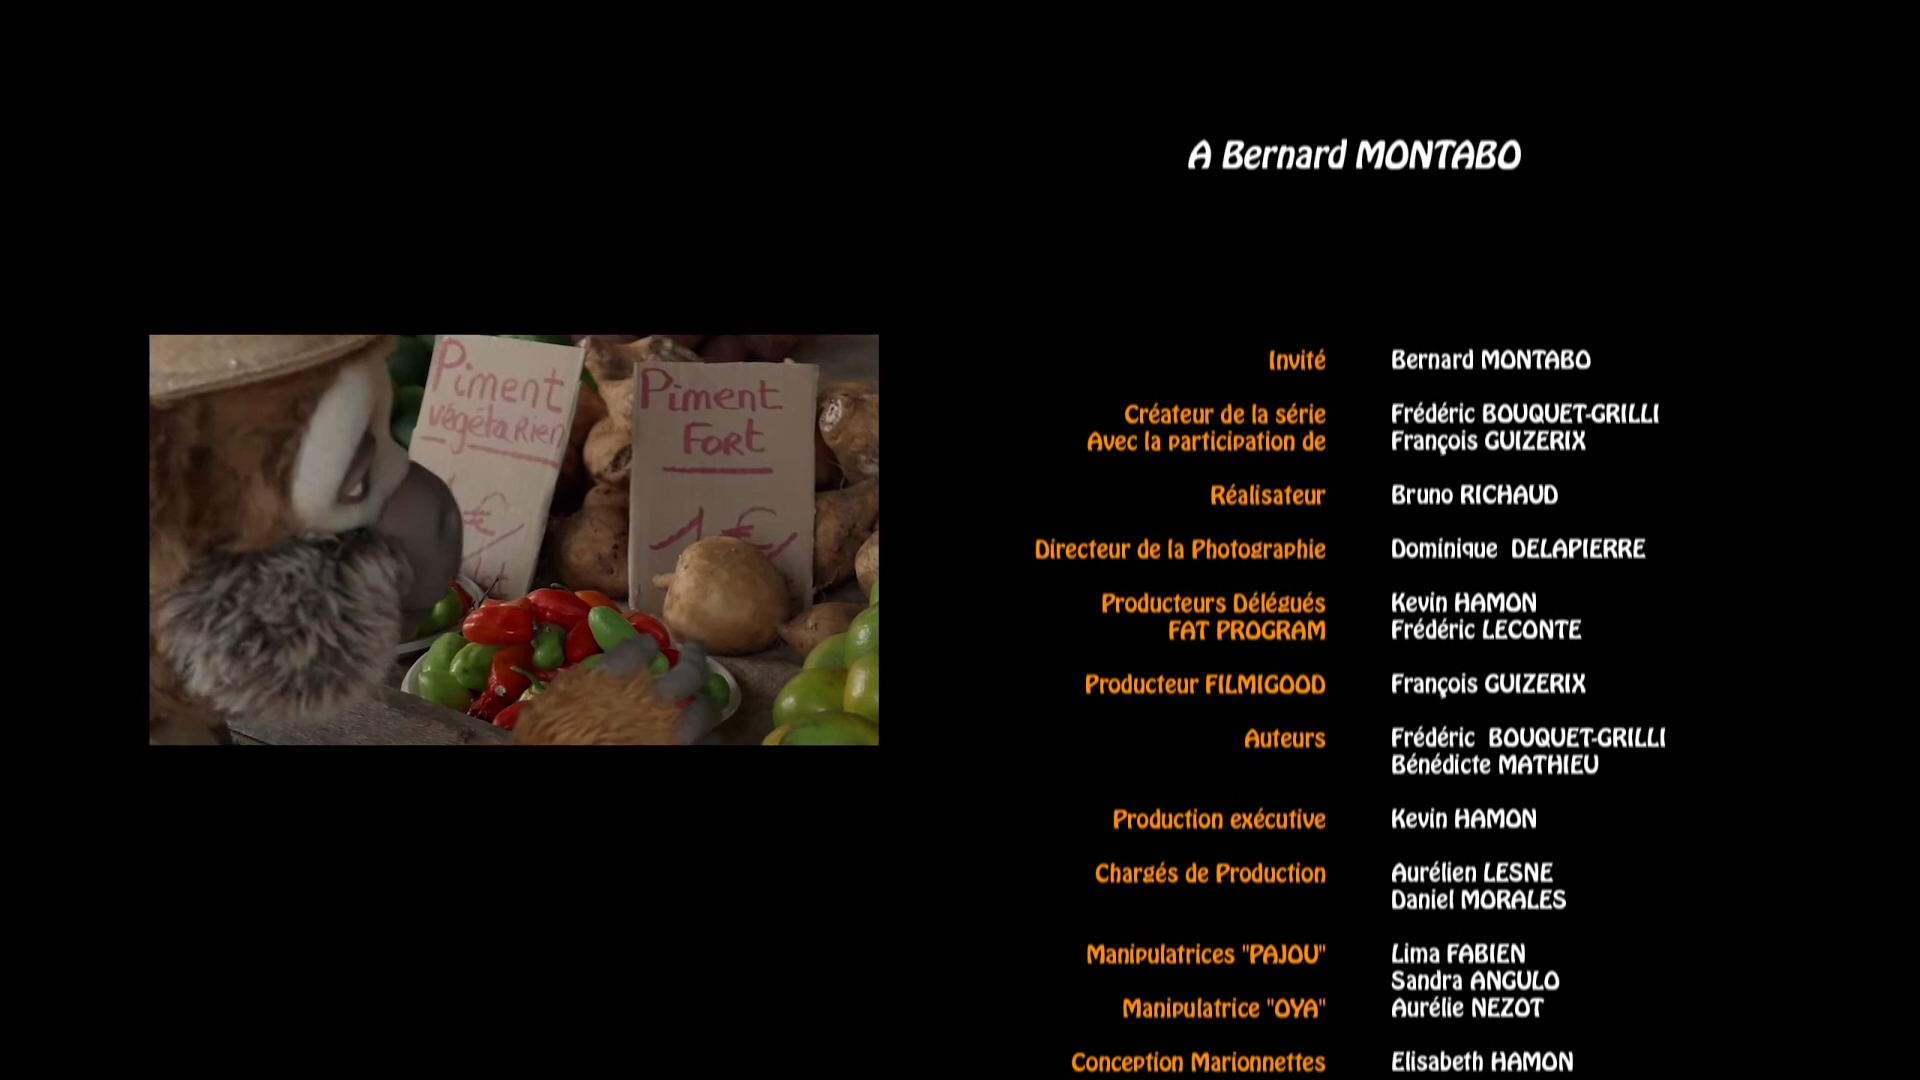 A Bernard MONTABO
Piment
végétaRien
Piment
FoRt
1 €
Invité Bernard MONTABO
Créateur de la série Frédéric BOUQUET-GRILLI
Avec la participation de François GUIZERIX
Réalisateur Bruno RICHAUD
Directeur de la Photographie Dominique DELAPIERRE
Producteurs Délégués Kevin HAMON
FAT PROGRAM Frédéric LECONTE
Producteur FILMIGOOD François GUIZERIX
Auteurs Frédéric BOUQUET-GRILLI
Bénédicte MATHIEU
Production exécutive Kevin HAMON
Chargés de Production Aurélien LESNE
Daniel MORALES
Manipulatrices "PAJOU" Lima FABIEN
Sandra ANGULO
Manipulatrice "OYA" Aurélie NEZOT
Conception Marionnettes Elisabeth HAMON